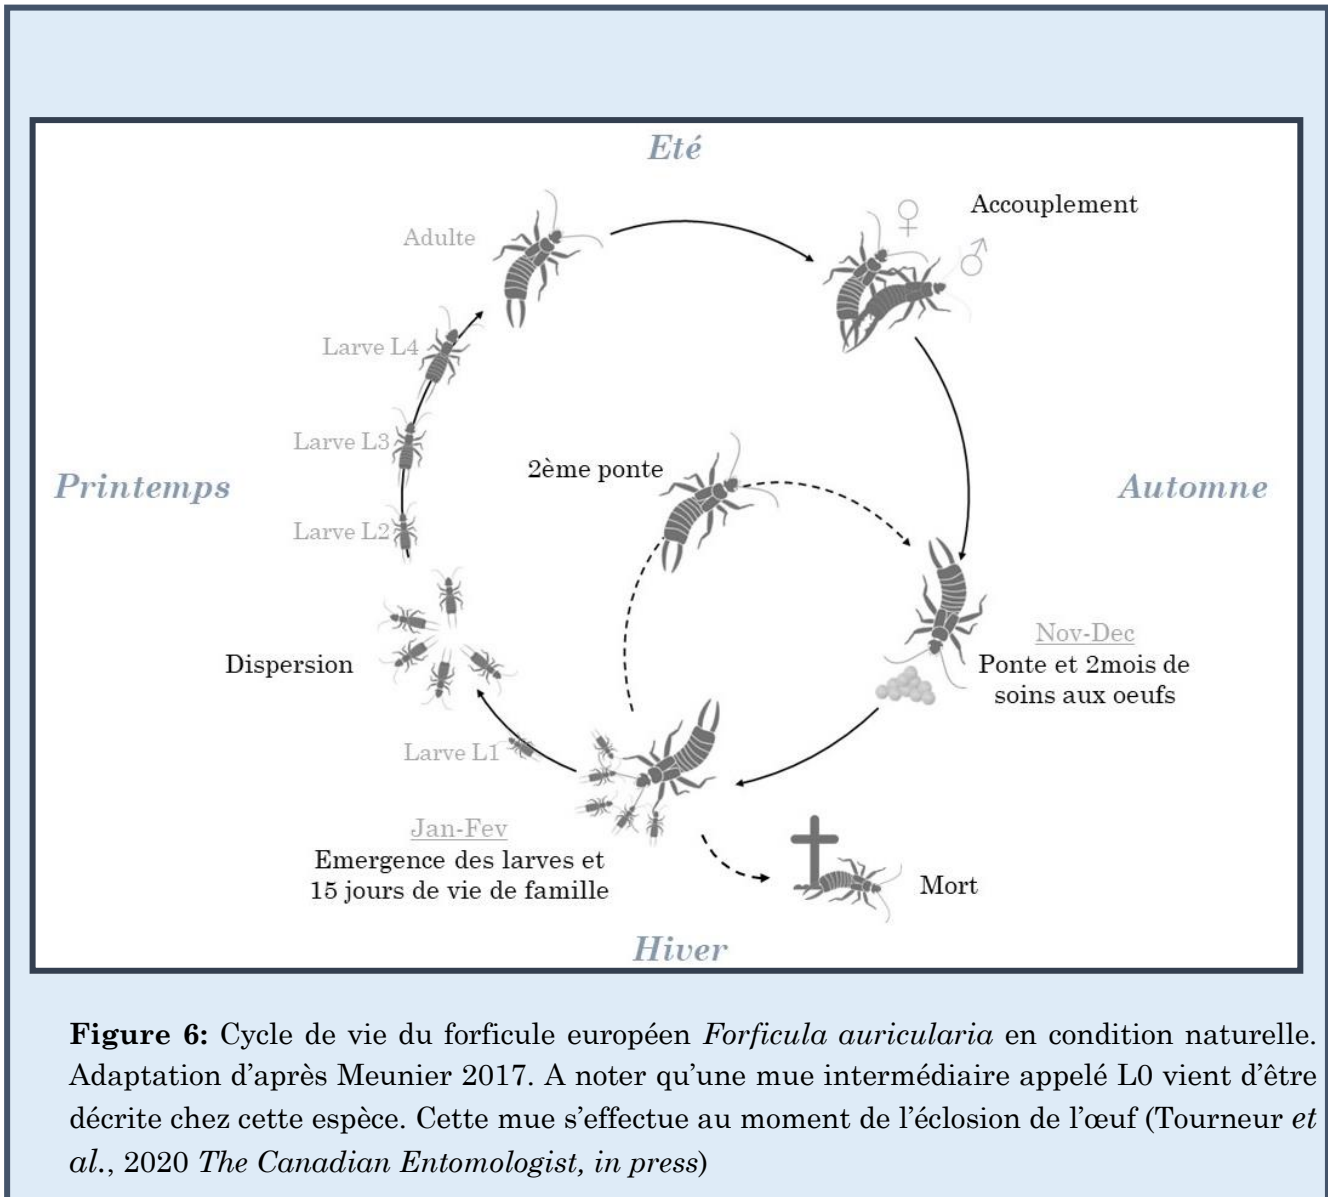 Eté
Accouplement
♀
♂
Adulte
Larve L4
Larve L3
2ème ponte
Printemps
Automne
Larve L2
Nov-Dec
Ponte et 2mois de
soins aux oeufs
Dispersion
Larve L1
Jan-Fev
Emergence des larves et
15 jours de vie de famille
Mort
Hiver
Figure 6: Cycle de vie du forficule européen Forficula auricularia en condition naturelle.
Adaptation d’après Meunier 2017. A noter qu’une mue intermédiaire appelé L0 vient d’être
décrite chez cette espèce. Cette mue s’effectue au moment de l’éclosion de l’œuf (Tourneur et
al., 2020 The Canadian Entomologist, in press)